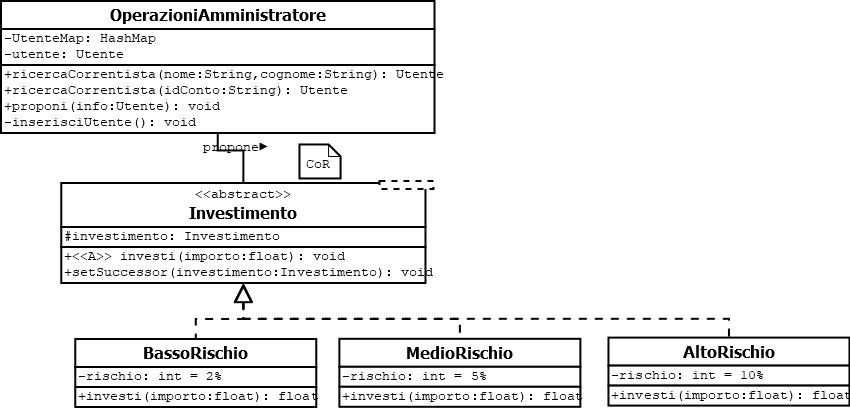 OperazioniAmministratore
-UtenteMap: HashMap
-utente: Utente
+ricercaCorrentista(nome:String,cognome:String): Utente
+ricercaCorrentista(idConto:String): Utente
+proponi(info:Utente): void
-inserisciUtente(): void
propone
CoR
<<abstract>>
Investimento
#investimento: Investimento
+<<A>> investi(importo:float): void
+setSuccessor(investimento:Investimento): void
BassoRischio
-rischio: int = 2%
+investi(importo:float): float
MedioRischio
-rischio: int = 5%
+investi(importo:float): float
AltoRischio
-rischio: int = 10%
+investi(importo:float): float